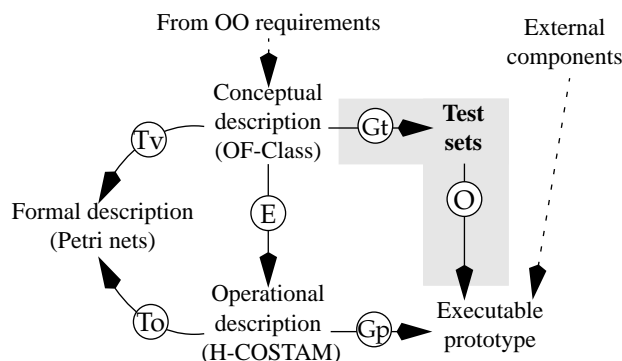 From OO requirements
External
components
Conceptual
description
(OF-Class)
Gt
Test
sets
Tv
Formal description
(Petri nets)
E
O
To
Operational
description
(H-COSTAM)
Gp
Executable
prototype